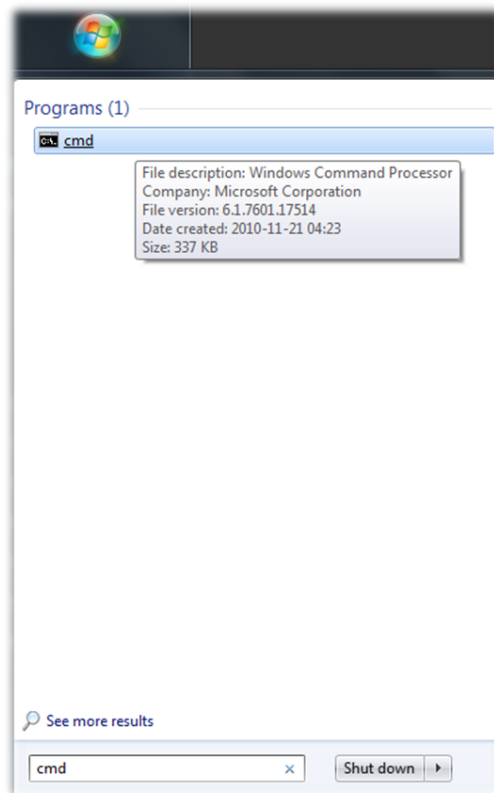 Programs (1)
cmd
File description: Windows Command Processor
Company: Microsoft Corporation
File version: 6.1.7601.17514
Date created: 2010-11-21 04:23
Size: 337 KB
See more results
cmd
Shut down